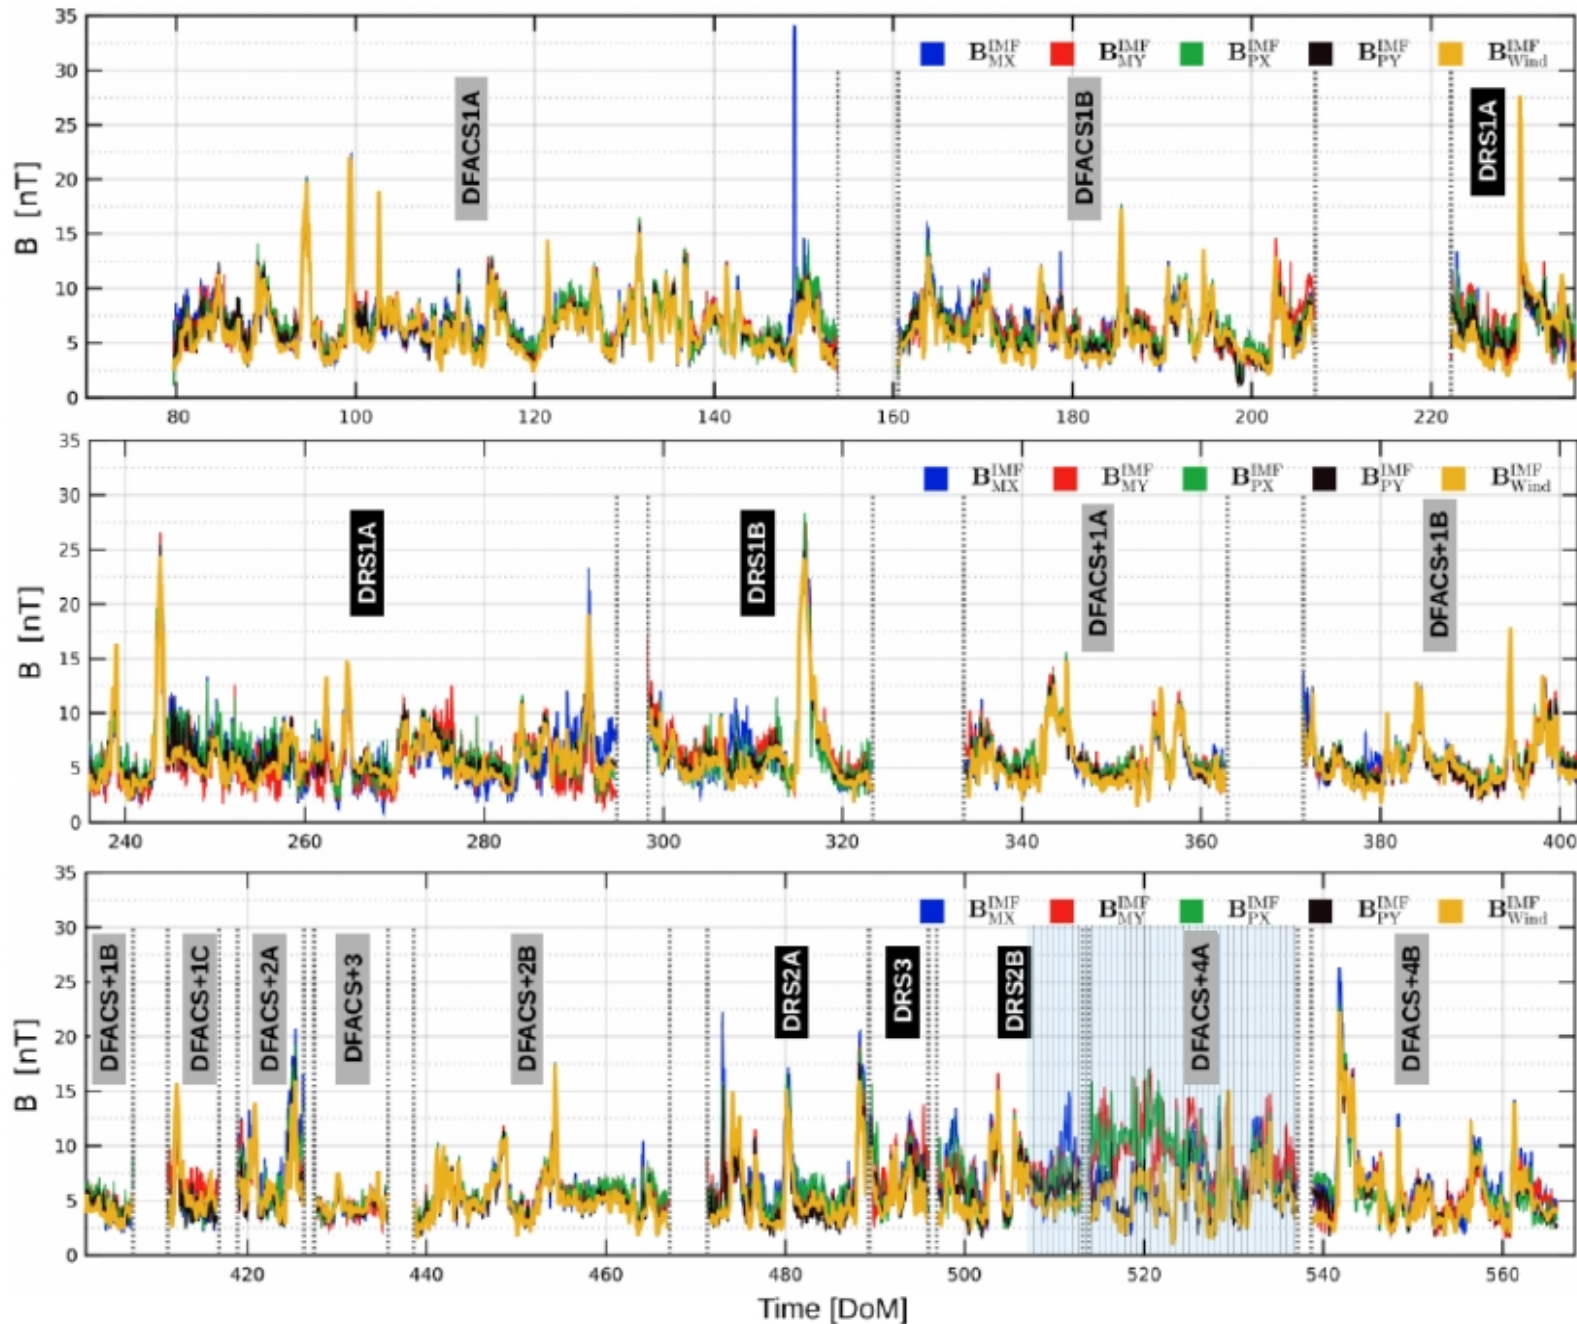 35
30
25
20
15
10
5
0
B [nT]
B^IMF_MX B^IMF_MY B^IMF_PX B^IMF_PY B^IMF_Wind
DFACS1A DFACS1B DRS1A
80 100 120 140 160 180 200 220
35
30
25
20
15
10
5
0
B [nT]
B^IMF_MX B^IMF_MY B^IMF_PX B^IMF_PY B^IMF_Wind
DRS1A DRS1B DFACS+1A DFACS+1B
240 260 280 300 320 340 360 380 400
35
30
25
20
15
10
5
0
B [nT]
B^IMF_MX B^IMF_MY B^IMF_PX B^IMF_PY B^IMF_Wind
DFACS+1B DFACS+1C DFACS+2A DFACS+3 DFACS+2B DRS2A DRS3 DRS2B DFACS+4A DFACS+4B
420 440 460 480 500 520 540 560
Time [DoM]